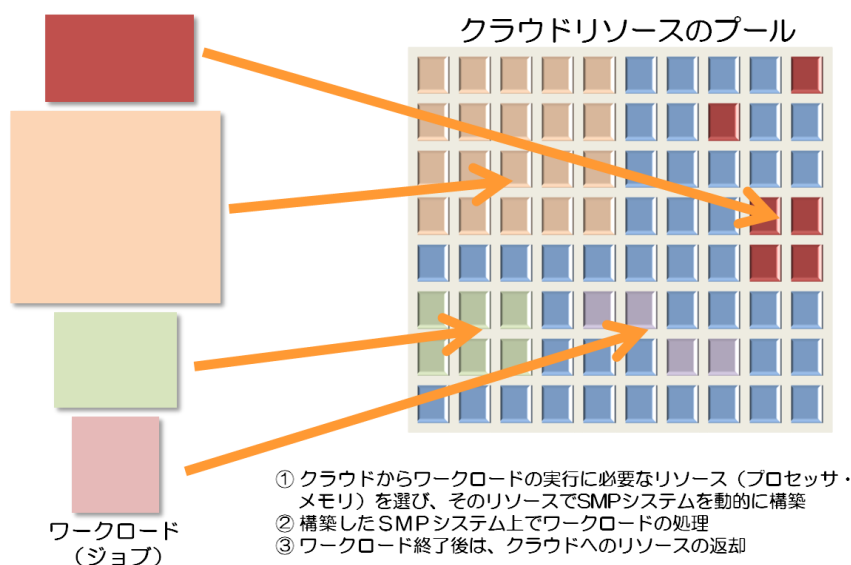 クラウドリソースのプール
① クラウドからワークロードの実行に必要なリソース（プロセッサ・
メモリ）を選び、そのリソースでSMPシステムを動的に構築
② 構築したＳＭＰシステム上でワークロードの処理
③ ワークロード終了後は、クラウドへのリソースの返却
ワークロード
（ジョブ）